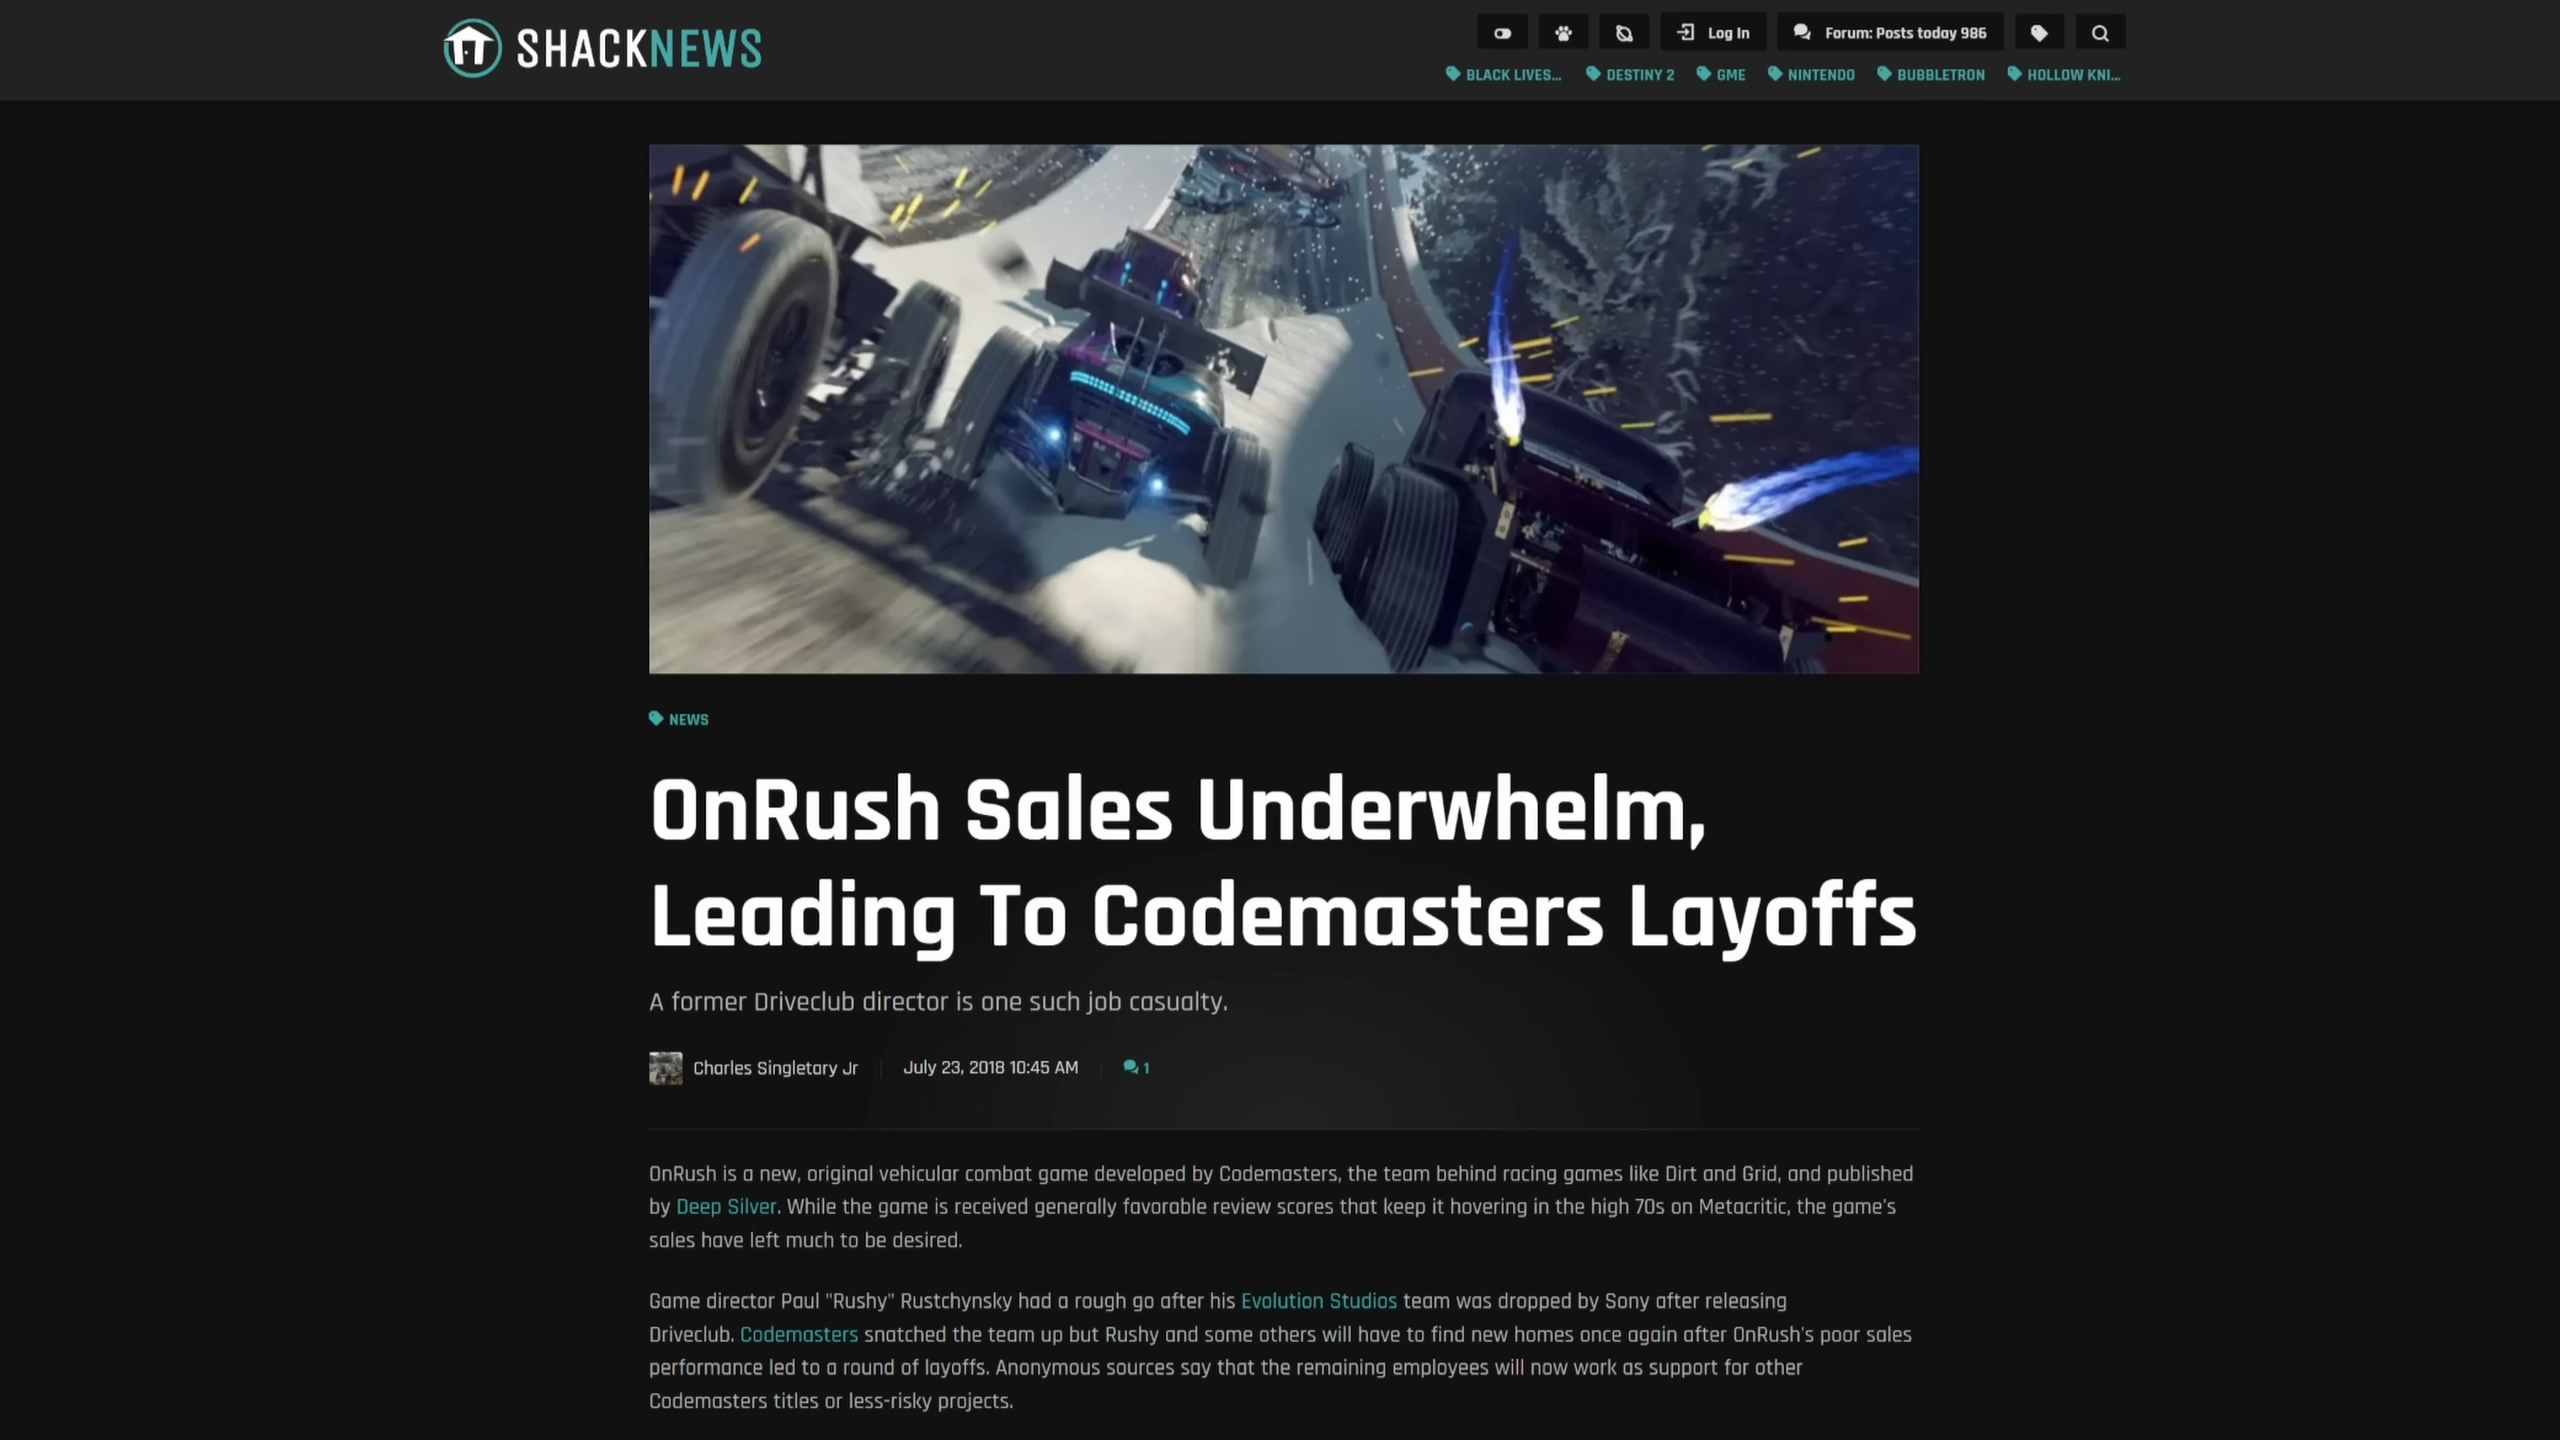 SHACKNEWS
Log In
Forum: Posts today 986
BLACK LIVES...
DESTINY 2
GME
NINTENDO
BUBBLETRON
HOLLOW KNI...
NEWS
OnRush Sales Underwhelm,
Leading To Codemasters Layoffs
A former Driveclub director is one such job casualty.
Charles Singletary Jr
July 23, 2018 10:45 AM
1
OnRush is a new, original vehicular combat game developed by Codemasters, the team behind racing games like Dirt and Grid, and published
by Deep Silver. While the game is received generally favorable review scores that keep it hovering in the high 70s on Metacritic, the game's
sales have left much to be desired.
Game director Paul "Rushy" Rustchynsky had a rough go after his Evolution Studios team was dropped by Sony after releasing
Driveclub. Codemasters snatched the team up but Rushy and some others will have to find new homes once again after OnRush's poor sales
performance led to a round of layoffs. Anonymous sources say that the remaining employees will now work as support for other
Codemasters titles or less-risky projects.